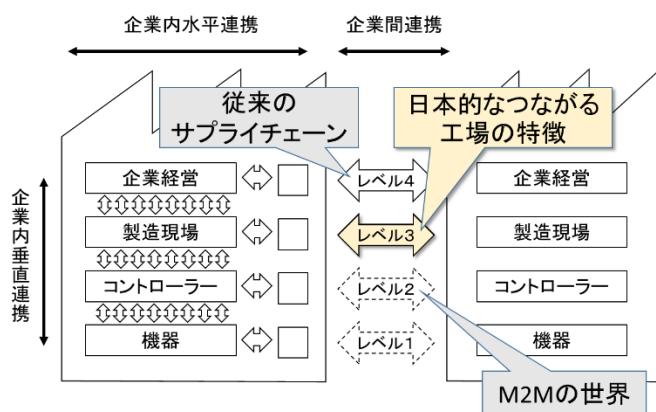 企業内水平連携
企業間連携
従来の
サプライチェーン
日本的なつながる
工場の特徴
企業内垂直連携
企業経営
レベル4
企業経営
製造現場
レベル3
製造現場
コントローラー
レベル2
コントローラー
機器
レベル1
機器
M2Mの世界